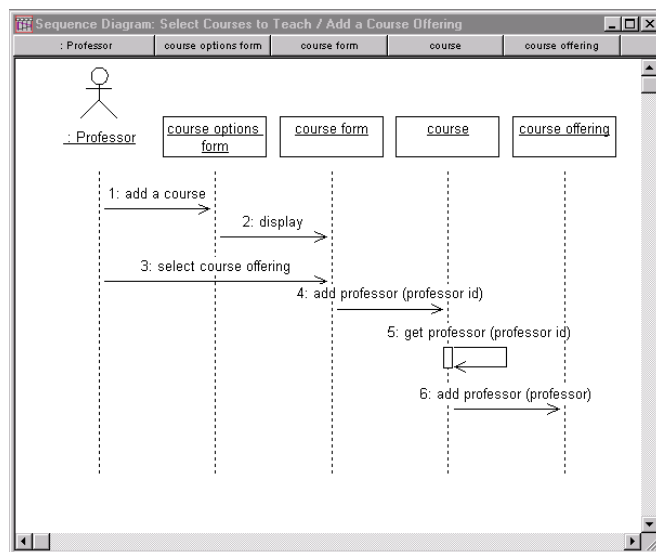 Sequence Diagram: Select Courses to Teach / Add a Course Offering
: Professor
course options form
course form
course
course offering
: Professor
course options
form
course form
course
course offering
1: add a course
2: display
3: select course offering
4: add professor (professor id)
5: get professor (professor id)
6: add professor (professor)